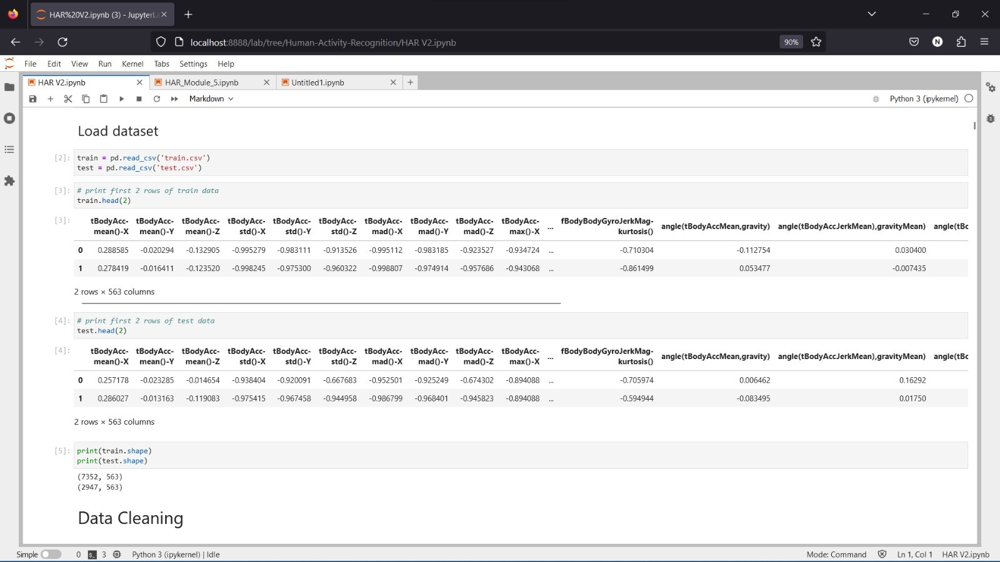 HAR%20V2.ipynb (3) - JupyterLa
localhost:8888/lab/tree/Human-Activity-Recognition/HAR V2.ipynb
90%
N
File Edit View Run Kernel Tabs Settings Help
HAR V2.ipynb
HAR_Module_5.ipynb
Untitled1.ipynb
Markdown
Python 3 (ipykernel)
Load dataset
[2]: train = pd.read_csv('train.csv')
test = pd.read_csv('test.csv')
[3]: # print first 2 rows of train data
train.head(2)
[3]: tBodyAcc- tBodyAcc- tBodyAcc- tBodyAcc- tBodyAcc- tBodyAcc- tBodyAcc- tBodyAcc- tBodyAcc- tBodyAcc- ... fBodyBodyGyroJerkMag- angle(tBodyAccMean,gravity) angle(tBodyAccJerkMean),gravityMean) angle(tBc
mean()-X mean()-Y mean()-Z std()-X std()-Y std()-Z mad()-X mad()-Y mad()-Z max()-X kurtosis()
0 0.288585 -0.020294 -0.132905 -0.995279 -0.983111 -0.913526 -0.995112 -0.983185 -0.923527 -0.934724 ... -0.710304 -0.112754 0.030400
1 0.278419 -0.016411 -0.123520 -0.998245 -0.975300 -0.960322 -0.998807 -0.974914 -0.957686 -0.943068 ... -0.861499 0.053477 -0.007435
2 rows × 563 columns
[4]: # print first 2 rows of test data
test.head(2)
[4]: tBodyAcc- tBodyAcc- tBodyAcc- tBodyAcc- tBodyAcc- tBodyAcc- tBodyAcc- tBodyAcc- tBodyAcc- tBodyAcc- ... fBodyBodyGyroJerkMag- angle(tBodyAccMean,gravity) angle(tBodyAccJerkMean),gravityMean) angle(tBc
mean()-X mean()-Y mean()-Z std()-X std()-Y std()-Z mad()-X mad()-Y mad()-Z max()-X kurtosis()
0 0.257178 -0.023285 -0.014654 -0.938404 -0.920091 -0.667683 -0.952501 -0.925249 -0.674302 -0.894088 ... -0.705974 0.006462 0.16292
1 0.286027 -0.013163 -0.119083 -0.975415 -0.967458 -0.944958 -0.986799 -0.968401 -0.945823 -0.894088 ... -0.594944 -0.083495 0.01750
2 rows × 563 columns
[5]: print(train.shape)
print(test.shape)
(7352, 563)
(2947, 563)
Data Cleaning
Simple 0 3 Python 3 (ipykernel) | Idle Mode: Command Ln 1, Col 1 HAR V2.ipynb